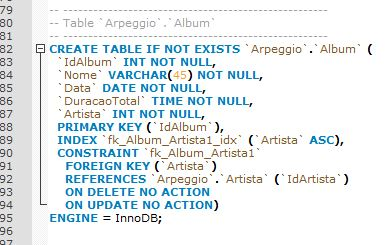 79 -- -----------------------------------------------------
80 -- Table `Arpeggio`.`Album`
81 -- -----------------------------------------------------
82 CREATE TABLE IF NOT EXISTS `Arpeggio`.`Album` (
83 `IdAlbum` INT NOT NULL,
84 `Nome` VARCHAR(45) NOT NULL,
85 `Data` DATE NOT NULL,
86 `DuracaoTotal` TIME NOT NULL,
87 `Artista` INT NOT NULL,
88 PRIMARY KEY (`IdAlbum`),
89 INDEX `fk_Album_Artista1_idx` (`Artista` ASC),
90 CONSTRAINT `fk_Album_Artista1`
91 FOREIGN KEY (`Artista`)
92 REFERENCES `Arpeggio`.`Artista` (`IdArtista`)
93 ON DELETE NO ACTION
94 ON UPDATE NO ACTION)
95 ENGINE = InnoDB;